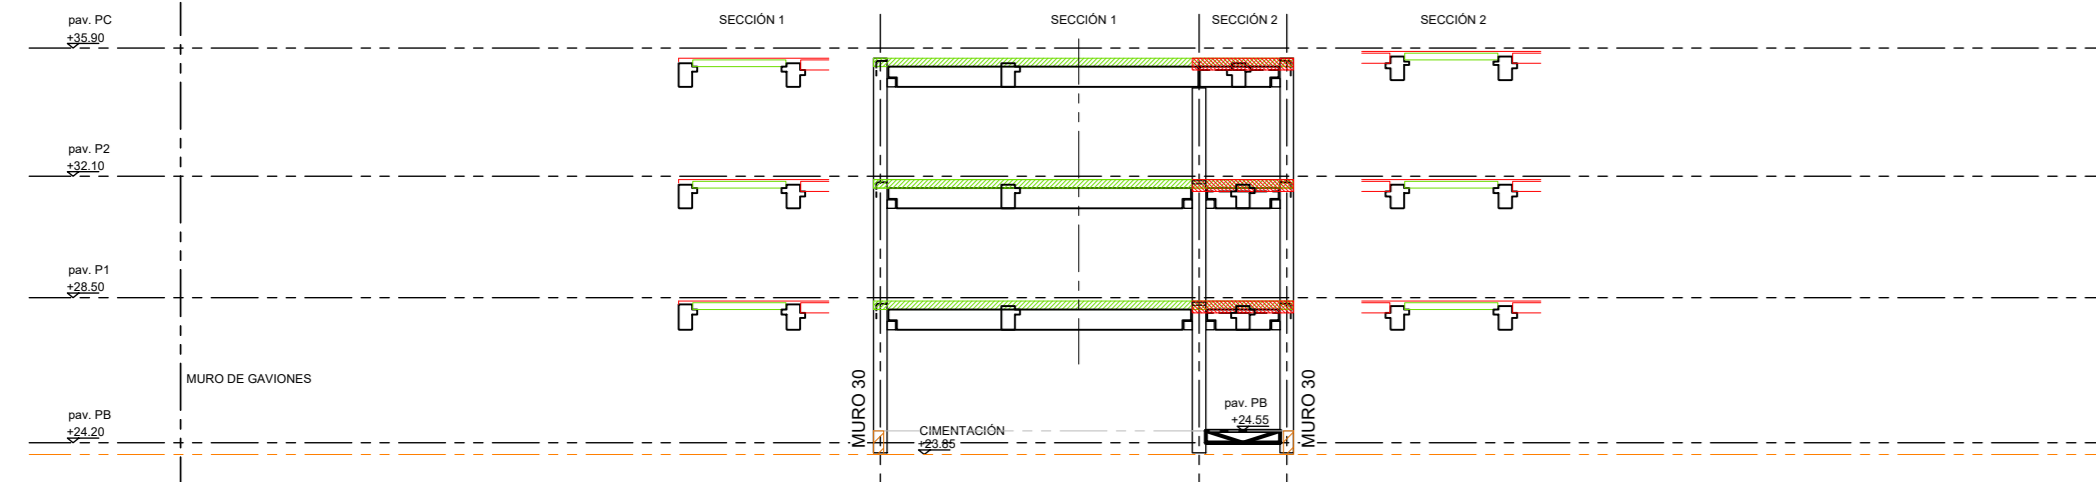 pav. PC
+35.90
SECCIÓN 1
SECCIÓN 1
SECCIÓN 2
SECCIÓN 2
pav. P2
+32.10
pav. P1
+28.50
MURO DE GAVIONES
MURO 30
MURO 30
pav. PB
+24.20
CIMENTACIÓN
+23.85
pav. PB
+24.55